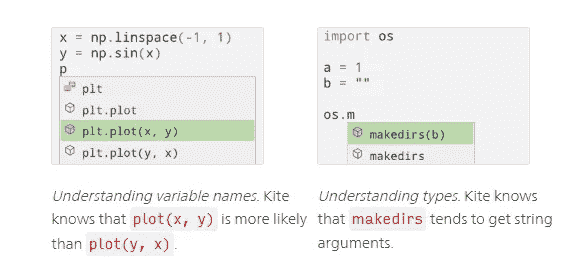 x = np.linspace(-1, 1)
y = np.sin(x)
p
plt
plt.plot
plt.plot(x, y)
plt.plot(y, x)
Understanding variable names. Kite
knows that plot(x, y) is more likely
than plot(y, x).
import os
a = 1
b = ""
os.m
makedirs(b)
makedirs
Understanding types. Kite knows
that makedirs tends to get string
arguments.